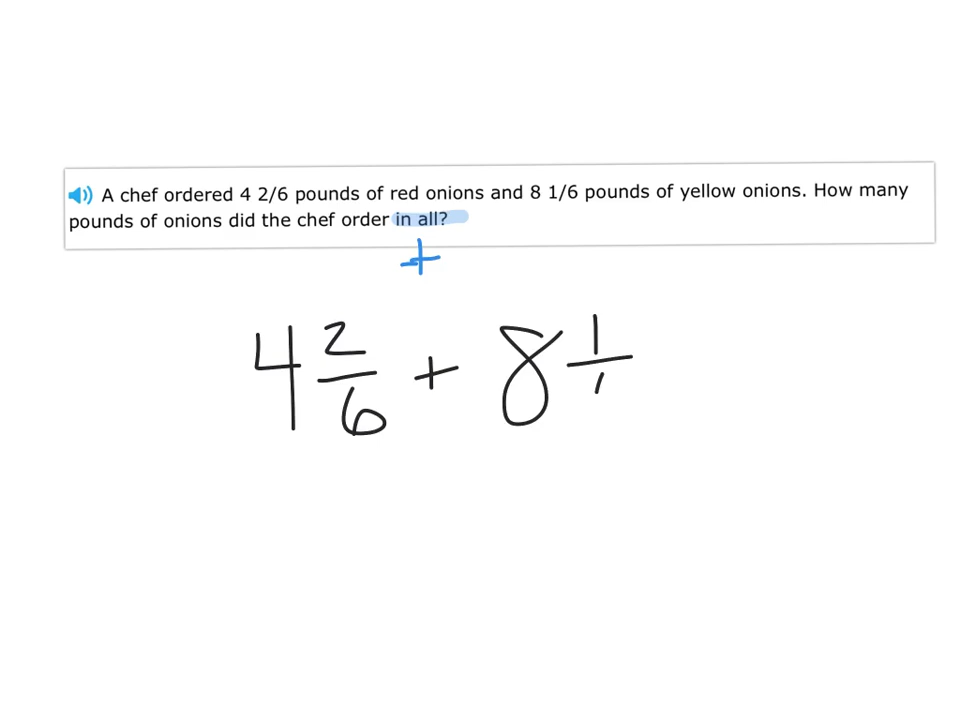 A chef ordered 4 2/6 pounds of red onions and 8 1/6 pounds of yellow onions. How many
pounds of onions did the chef order in all?
+
4 2/6 + 8 1/